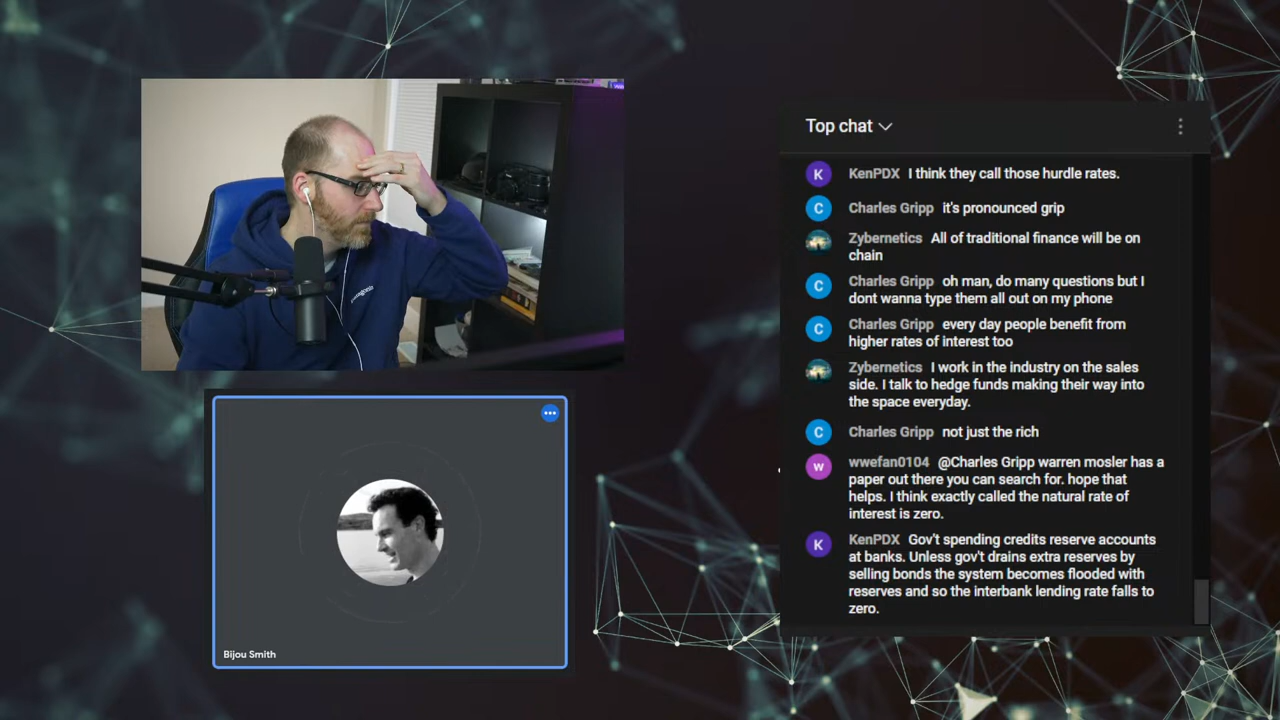 Top chat
K KenPDX I think they call those hurdle rates.
C Charles Gripp it's pronounced grip
Zybernetics All of traditional finance will be on
chain
C Charles Gripp oh man, do many questions but I
dont wanna type them all out on my phone
C Charles Gripp every day people benefit from
higher rates of interest too
Zybernetics I work in the industry on the sales
side. I talk to hedge funds making their way into
the space everyday.
C Charles Gripp not just the rich
w wwefan0104 @Charles Gripp warren mosler has a
paper out there you can search for. hope that
helps. I think exactly called the natural rate of
interest is zero.
K KenPDX Gov't spending credits reserve accounts
at banks. Unless gov't drains extra reserves by
selling bonds the system becomes flooded with
reserves and so the interbank lending rate falls to
zero.
Bijou Smith